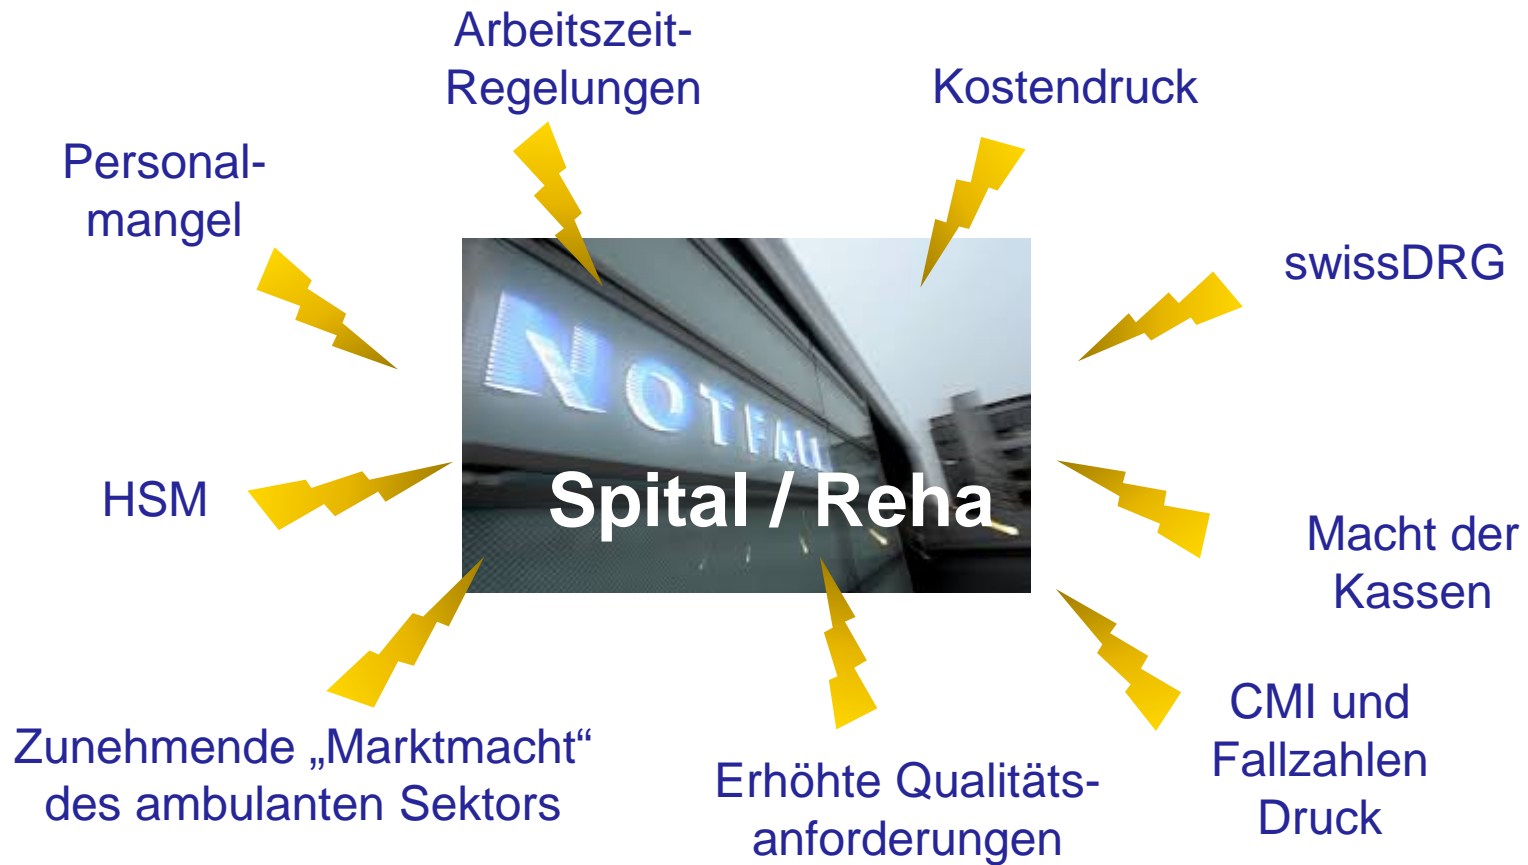 Arbeitszeit-
Regelungen
Kostendruck
Personal-
mangel
swissDRG
NOTFALL
Spital / Reha
HSM
Macht der
Kassen
CMI und
Fallzahlen
Druck
Zunehmende „Marktmacht“
des ambulanten Sektors
Erhöhte Qualitäts-
anforderungen